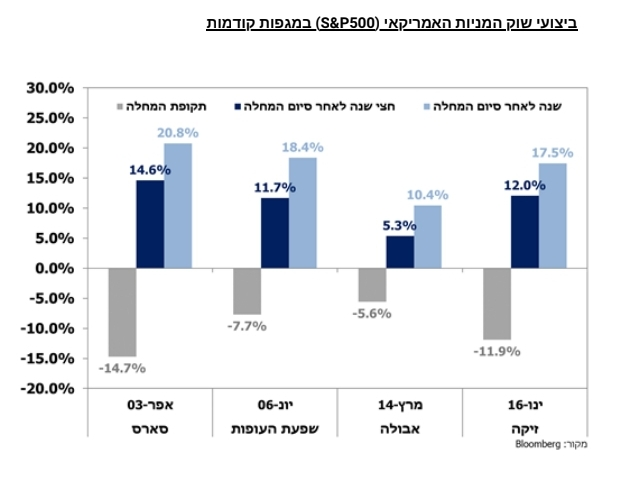 ביצועי שוק המניות האמריקאי (S&P500) במגפות קודמות
30.0%
25.0%
20.0%
15.0%
10.0%
5.0%
0.0%
-5.0%
-10.0%
-15.0%
-20.0%
תקופת המחלה
חצי שנה לאחר סיום המחלה
שנה לאחר סיום המחלה
-14.7%
14.6%
20.8%
-7.7%
11.7%
18.4%
-5.6%
5.3%
10.4%
-11.9%
12.0%
17.5%
אפר-03
יונ-06
מרץ-14
ינו-16
סארס
שפעת העופות
אבולה
זיקה
מקור: Bloomberg